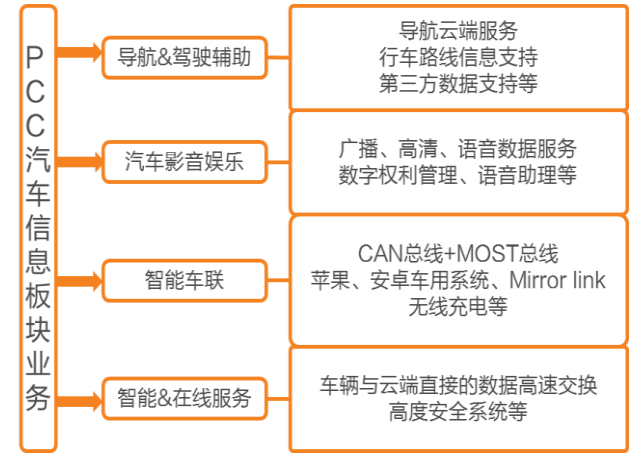 PCC汽车信息板块业务
导航&驾驶辅助
导航云端服务
行车路线信息支持
第三方数据支持等
汽车影音娱乐
广播、高清、语音数据服务
数字权利管理、语音助理等
智能车联
CAN总线+MOST总线
苹果、安卓车用系统、Mirror link
无线充电等
智能&在线服务
车辆与云端直接的数据高速交换
高度安全系统等